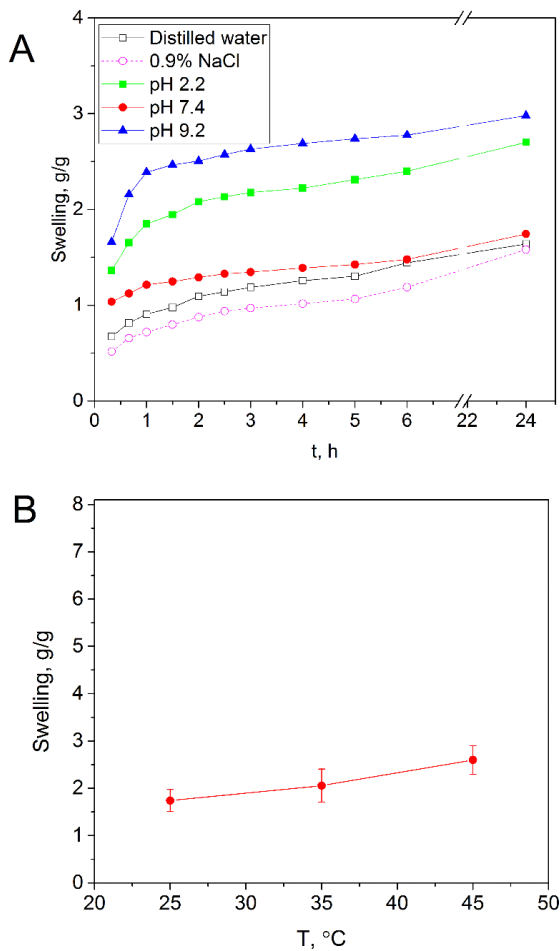 A
4
3
2
1
0
Swelling, g/g
Distilled water
0.9% NaCl
pH 2.2
pH 7.4
pH 9.2
0 1 2 3 4 5 6 22 24
t, h
B
8
7
6
5
4
3
2
1
0
Swelling, g/g
20 25 30 35 40 45 50
T, °C